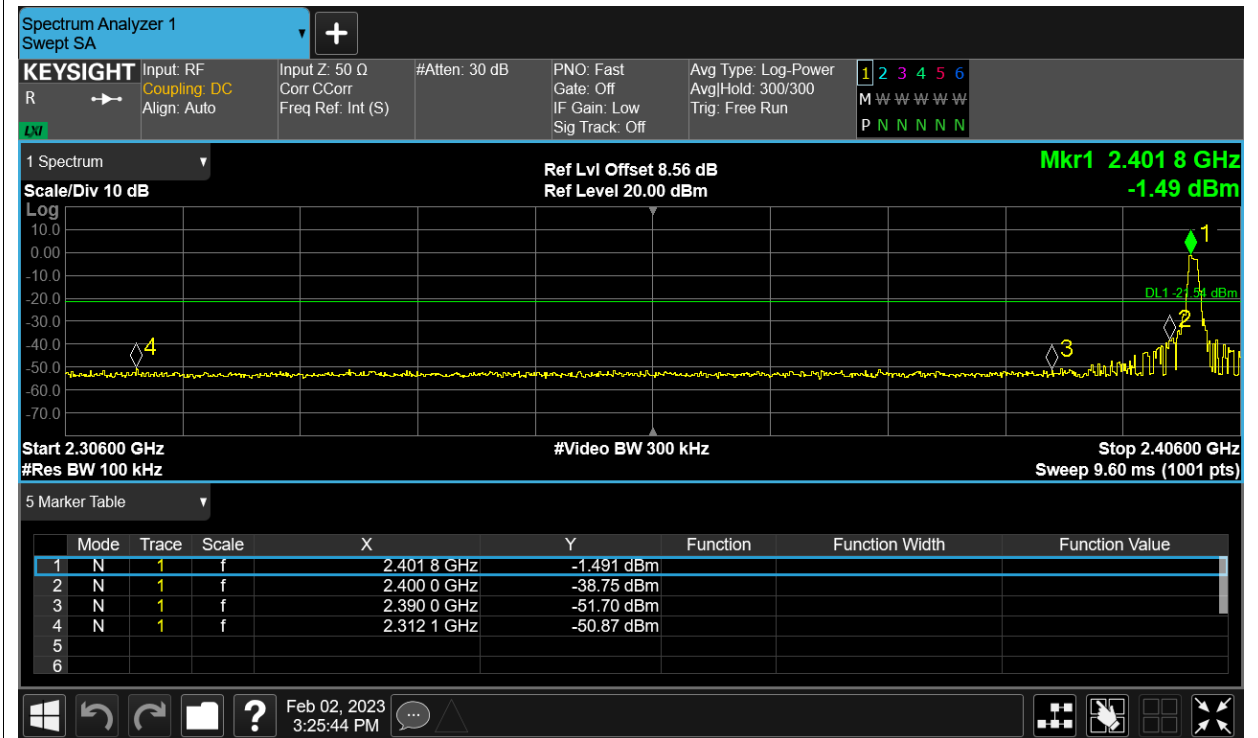 Spectrum Analyzer 1
Swept SA
KEYSIGHT Input: RF Input Z: 50 Ω #Atten: 30 dB PNO: Fast Avg Type: Log-Power 1 2 3 4 5 6
R Coupling: DC Corr CCorr Gate: Off Avg|Hold: 300/300 M W W W W W W
Align: Auto Freq Ref: Int (S) IF Gain: Low Trig: Free Run
LXI Sig Track: Off P N N N N N N
1 Spectrum Ref Lvl Offset 8.56 dB Mkr1 2.401 8 GHz
Scale/Div 10 dB Ref Level 20.00 dBm -1.49 dBm
Log
10.0
1
0.00
-10.0
-20.0
DL1 -21.54 dBm
-30.0
2
-40.0
4
3
-50.0
-60.0
-70.0
Start 2.30600 GHz #Video BW 300 kHz Stop 2.40600 GHz
#Res BW 100 kHz Sweep 9.60 ms (1001 pts)
5 Marker Table
Mode Trace Scale X Y Function Function Width Function Value
1 N 1 f 2.401 8 GHz -1.491 dBm
2 N 1 f 2.400 0 GHz -38.75 dBm
3 N 1 f 2.390 0 GHz -51.70 dBm
4 N 1 f 2.312 1 GHz -50.87 dBm
5
6
? Feb 02, 2023
3:25:44 PM